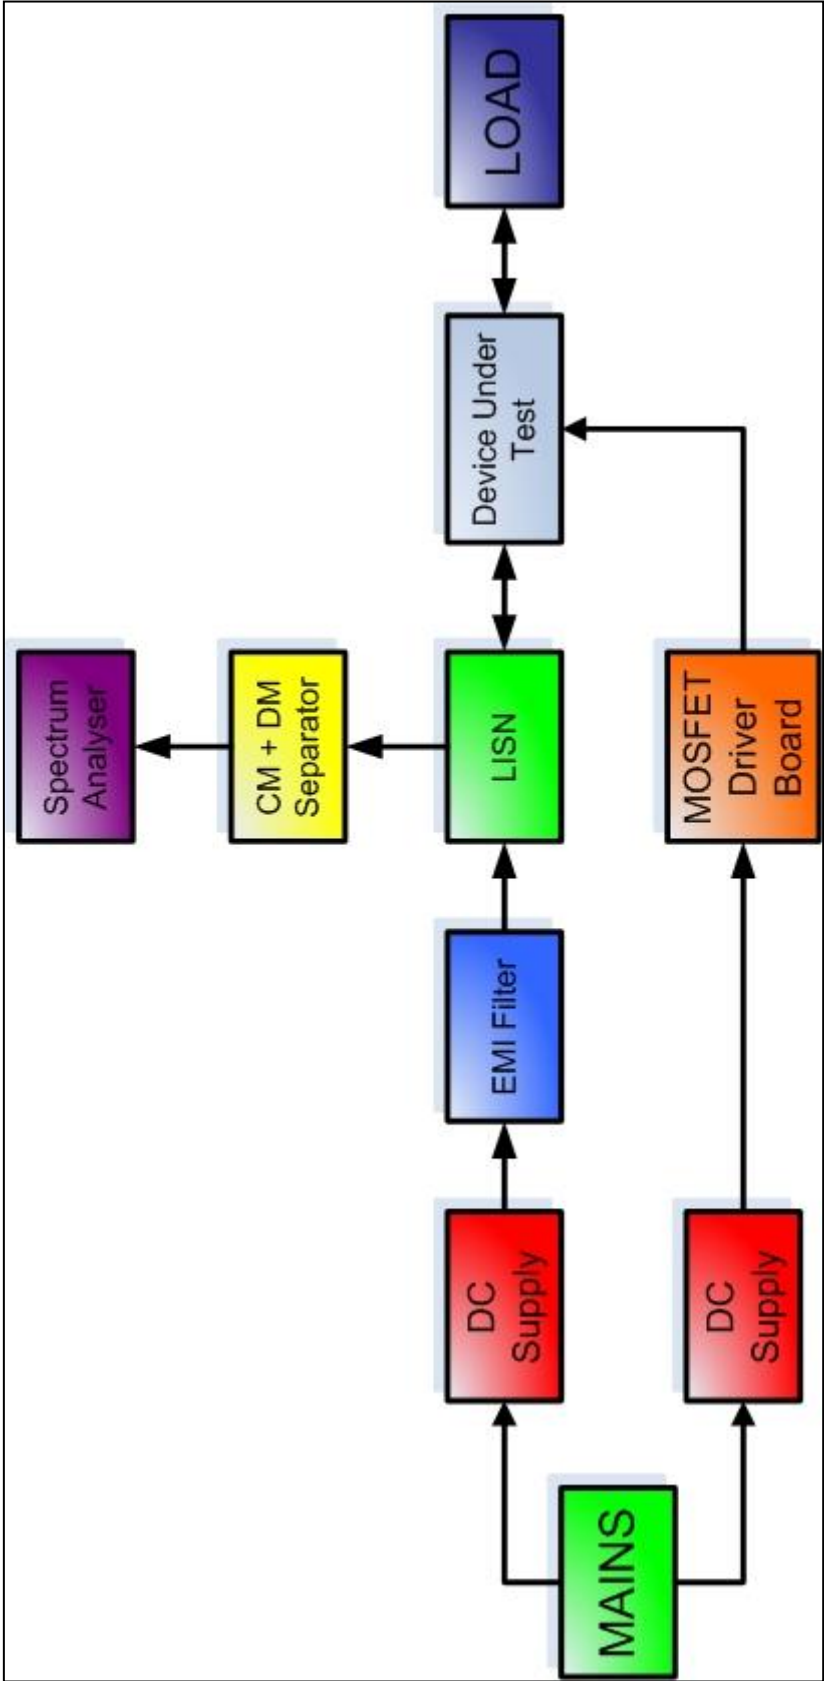 Spectrum
Analyser
CM + DM
Separator
MAINS
DC
Supply
EMI Filter
LISN
Device Under
Test
LOAD
DC
Supply
MOSFET
Driver
Board